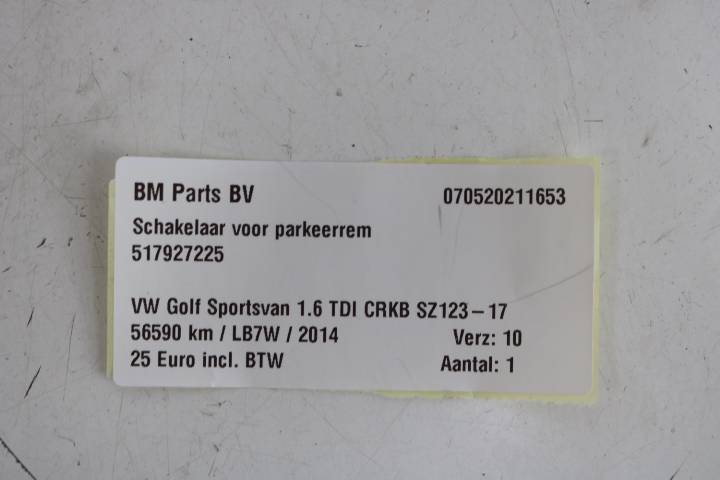 BM Parts BV 070520211653
Schakelaar voor parkeerrem
517927225
VW Golf Sportsvan 1.6 TDI CRKB SZ123-17
56590 km / LB7W / 2014 Verz: 10
25 Euro incl. BTW Aantal: 1